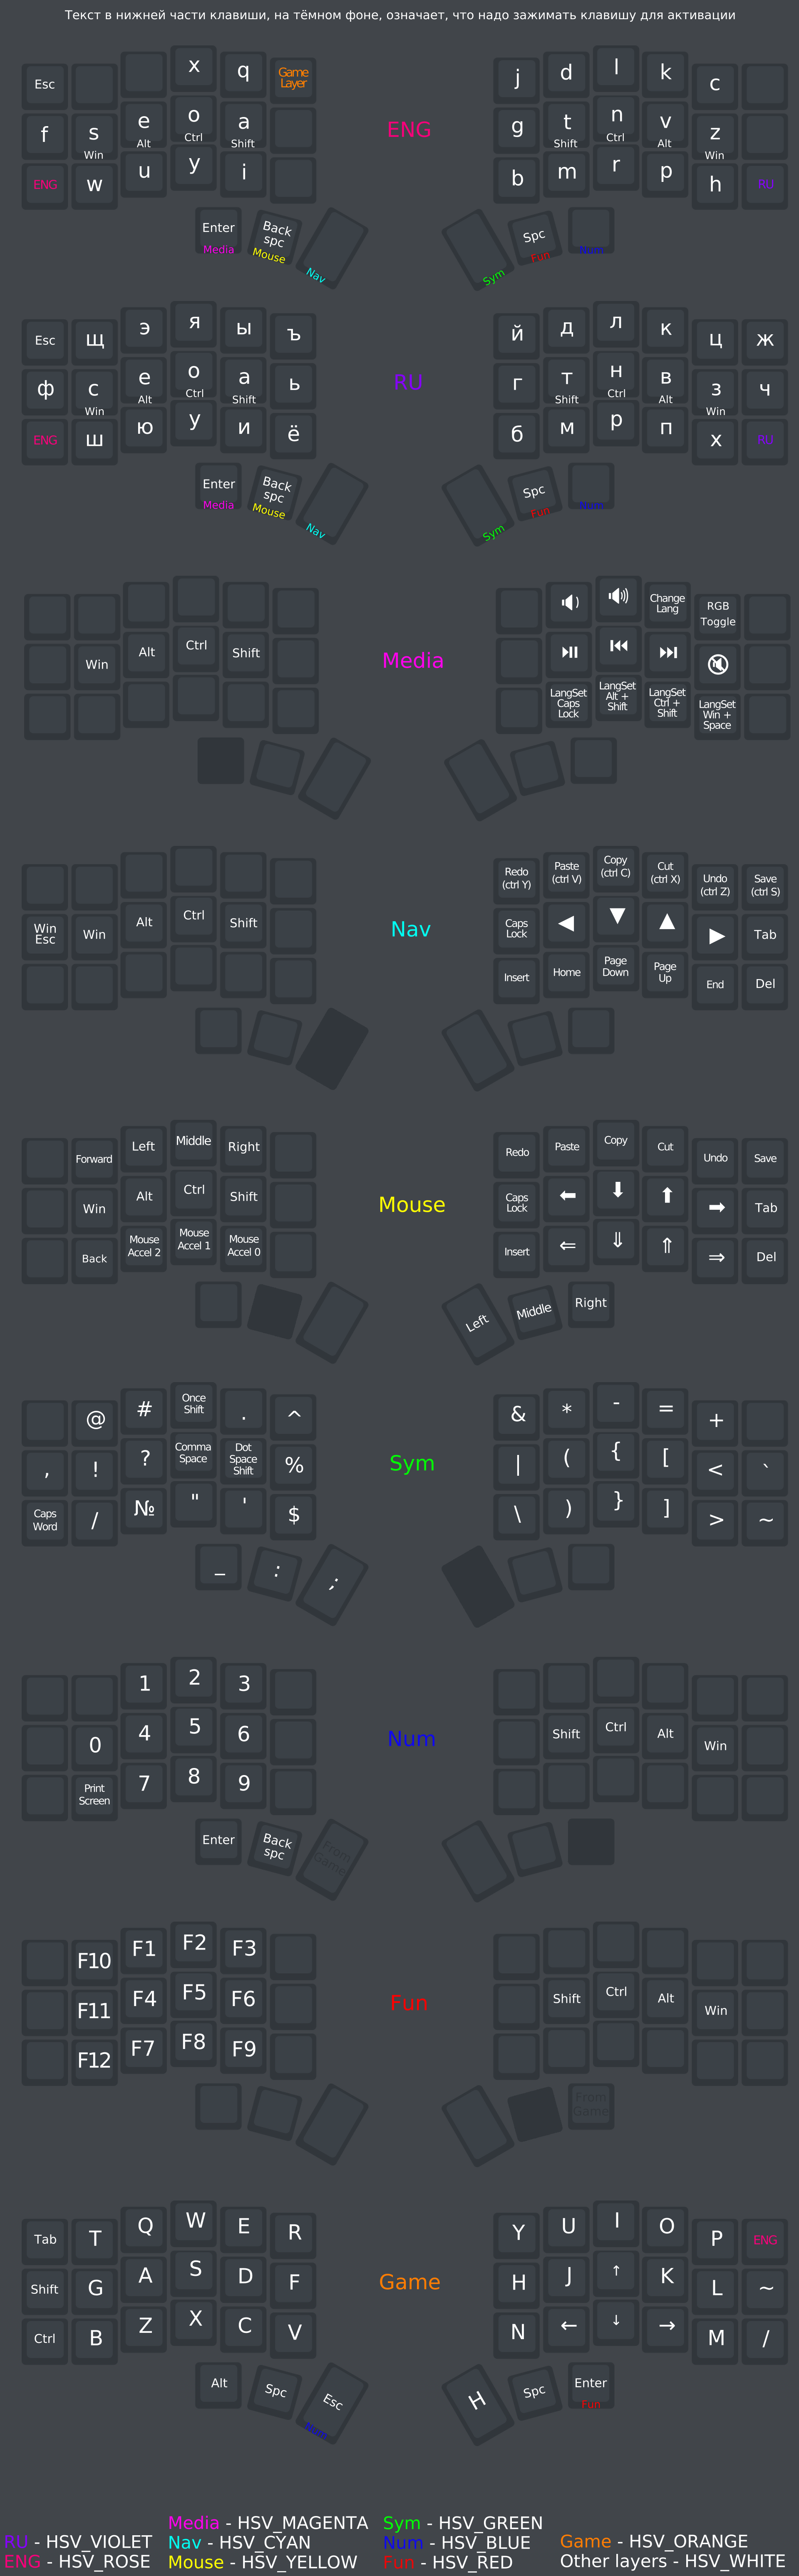 Текст в нижней части клавиши, на тёмном фоне, означает, что надо зажимать клавишу для активации
Esc x q Game Layer j d l k c
f s Win e Alt o Ctrl a Shift ENG g t Shift n Ctrl v Alt z Win
ENG w u y i b m r p h RU
Enter Media Back spc Mouse Nav Sym Spc Fun Num
Esc щ э я ы ъ й д л к ц ж
ф с Win е Alt о Ctrl а Shift ь RU г т Shift н Ctrl в Alt з Win ч
ENG ш ю у и ё б м р п х RU
Enter Media Back spc Mouse Nav Sym Spc Fun Num
Change Lang RGB Toggle
Win Alt Ctrl Shift Media
LangSet Caps Lock LangSet Alt + Shift LangSet Ctrl + Shift LangSet Win + Space
Redo (ctrl Y) Paste (ctrl V) Copy (ctrl C) Cut (ctrl X) Undo (ctrl Z) Save (ctrl S)
Win Esc Win Alt Ctrl Shift Nav Caps Lock ◀ ▼ ▲ ▶ Tab
Insert Home Page Down Page Up End Del
Forward Left Middle Right Redo Paste Copy Cut Undo Save
Win Alt Ctrl Shift Mouse Caps Lock ⬅ ⬇ ⬆ ➡ Tab
Back Mouse Accel 2 Mouse Accel 1 Mouse Accel 0 Insert ⇐ ⇓ ⇑ ⇒ Del
Left Middle Right
@ # Once Shift . ^ & * - = +
, ! ? Comma Space Dot Space Shift % Sym | ( { [ < `
Caps Word / № " ' $ \ ) } ] > ~
_ : ;
1 2 3
0 4 5 6 Num Shift Ctrl Alt Win
Print Screen 7 8 9
Enter Back spc From Game
F10 F1 F2 F3
F11 F4 F5 F6 Fun Shift Ctrl Alt Win
F12 F7 F8 F9
From Game
Tab T Q W E R Y U I O P ENG
Shift G A S D F Game H J ↑ K L ~
Ctrl B Z X C V N ← ↓ → M /
Alt Spc Esc Num H Spc Enter Fun
Media - HSV_MAGENTA Sym - HSV_GREEN
RU - HSV_VIOLET Nav - HSV_CYAN Num - HSV_BLUE Game - HSV_ORANGE
ENG - HSV_ROSE Mouse - HSV_YELLOW Fun - HSV_RED Other layers - HSV_WHITE